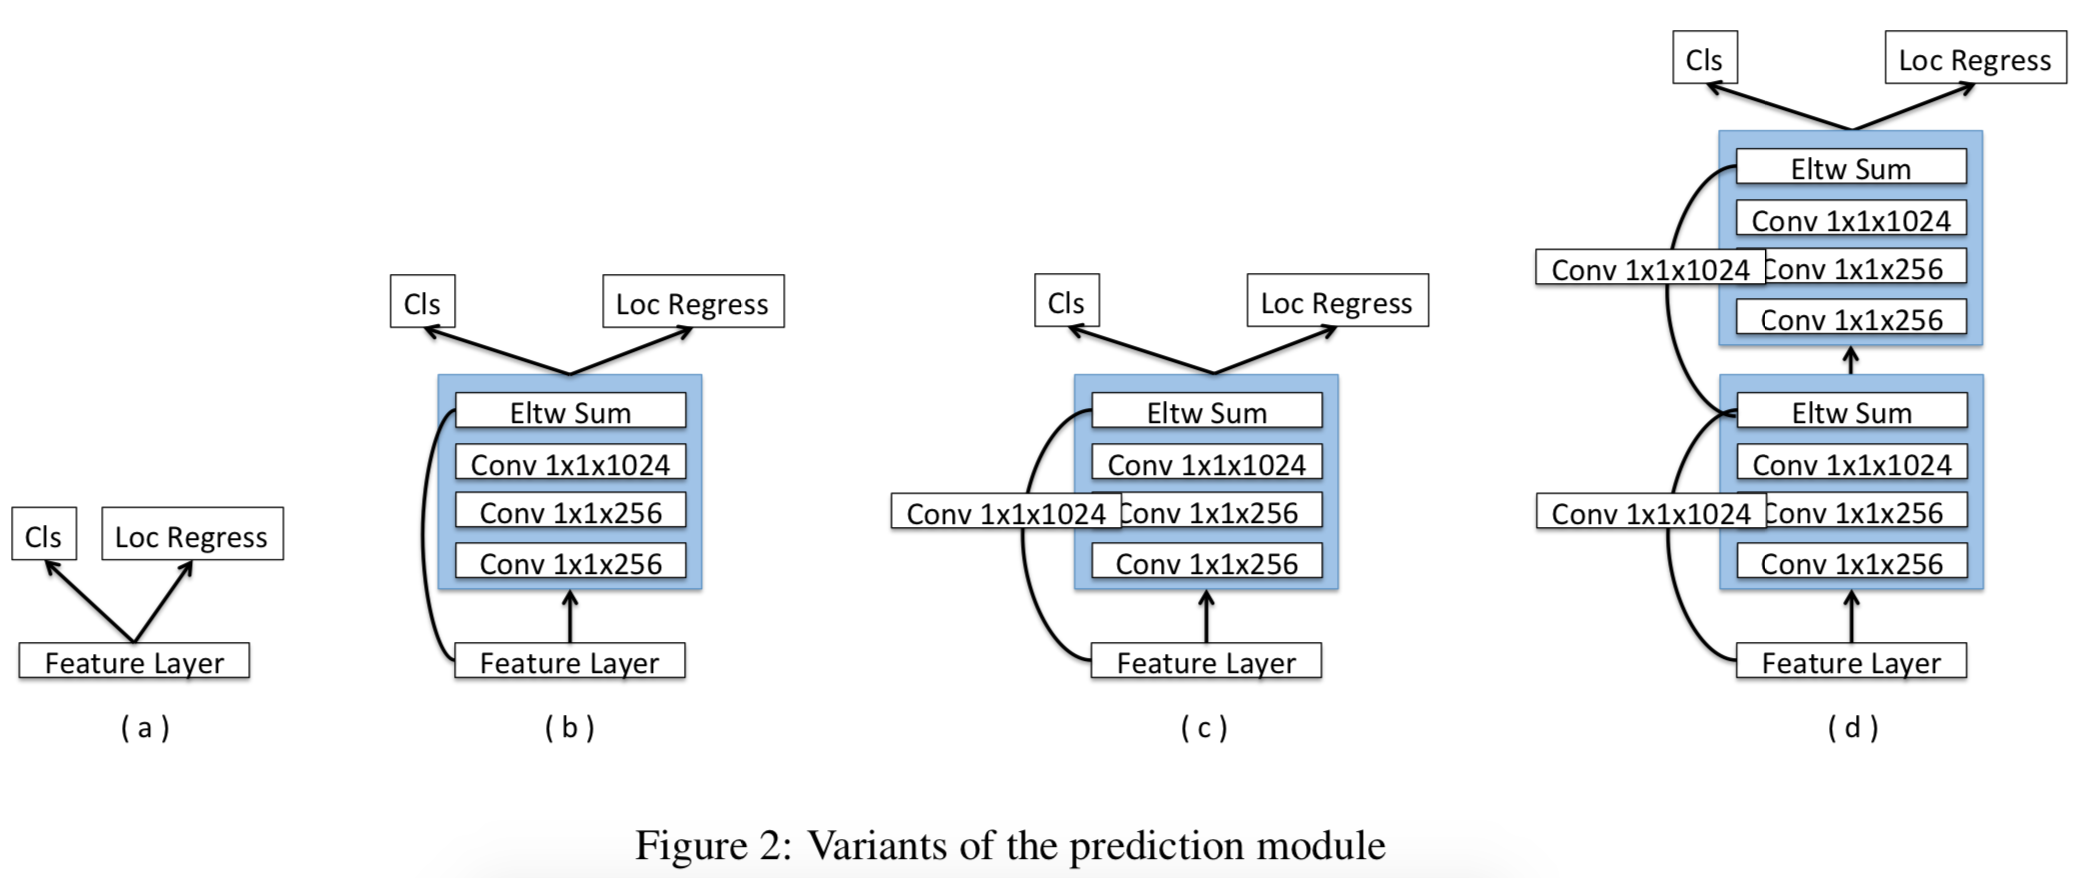 Cls
Loc Regress
Feature Layer
( a )
Cls
Loc Regress
Eltw Sum
Conv 1x1x1024
Conv 1x1x256
Conv 1x1x256
Feature Layer
( b )
Cls
Loc Regress
Eltw Sum
Conv 1x1x1024
Conv 1x1x1024
Conv 1x1x256
Conv 1x1x256
Feature Layer
( c )
Cls
Loc Regress
Eltw Sum
Conv 1x1x1024
Conv 1x1x1024
Conv 1x1x256
Conv 1x1x256
Eltw Sum
Conv 1x1x1024
Conv 1x1x1024
Conv 1x1x256
Conv 1x1x256
Feature Layer
( d )
Figure 2: Variants of the prediction module